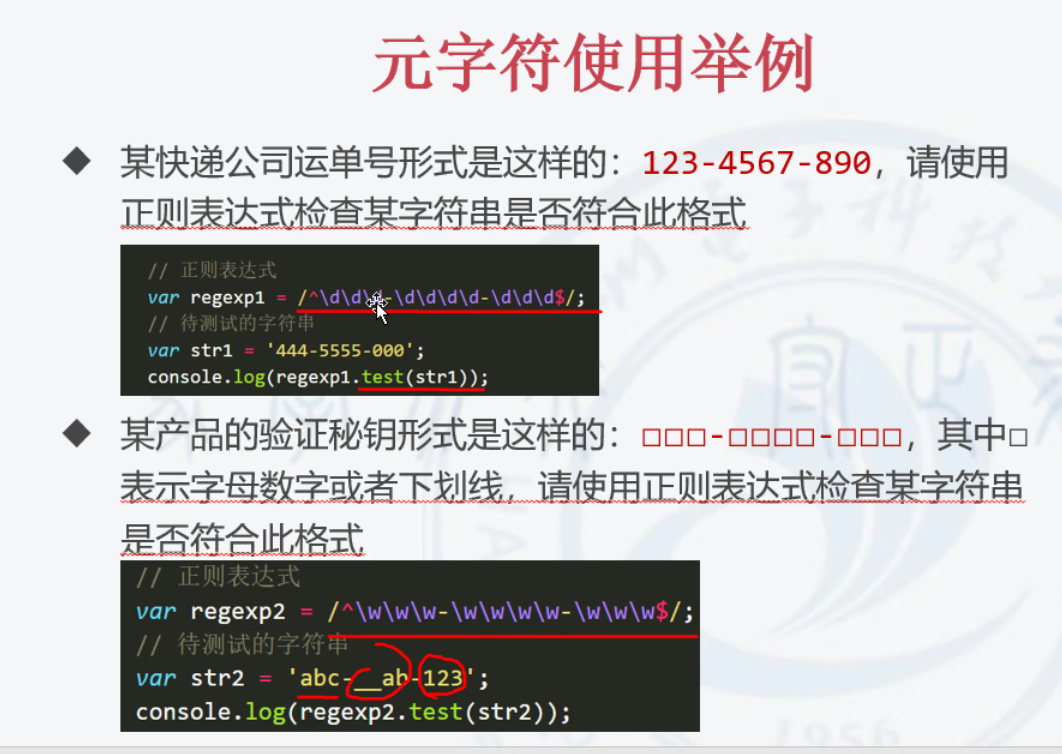 元字符使用举例
◆ 某快递公司运单号形式是这样的：123-4567-890，请使用
正则表达式检查某字符串是否符合此格式
// 正则表达式
var regexp1 = /^\d\d\d-\d\d\d\d-\d\d\d$/;
// 待测试的字符串
var str1 = '444-5555-000';
console.log(regexp1.test(str1));
◆ 某产品的验证秘钥形式是这样的：□□□-□□□□-□□□，其中□
表示字母数字或者下划线，请使用正则表达式检查某字符串
是否符合此格式
// 正则表达式
var regexp2 = /^\w\w\w-\w\w\w\w-\w\w\w$/;
// 待测试的字符串
var str2 = 'abc-__ab-123';
console.log(regexp2.test(str2));
1956